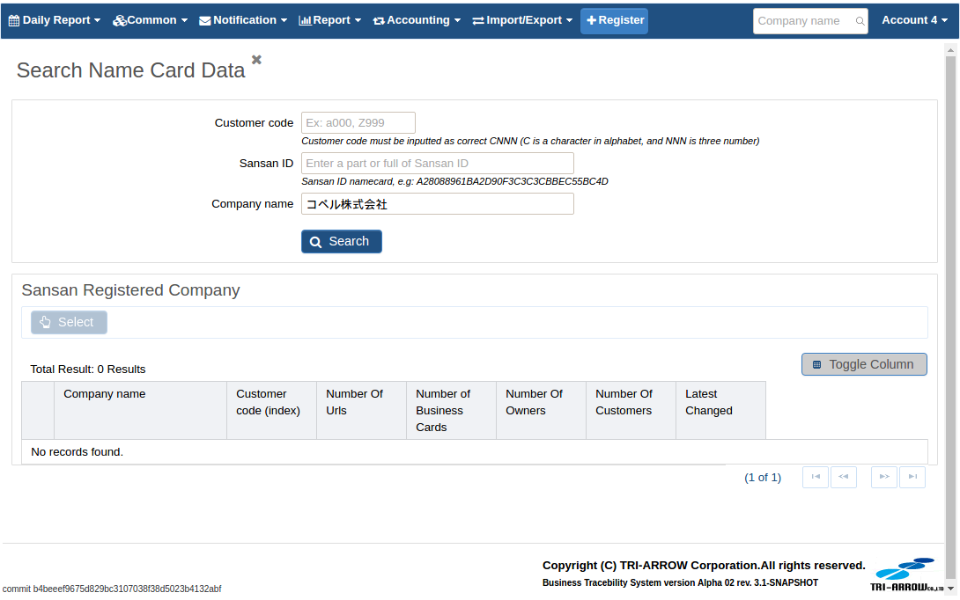 Daily Report Common Notification Report Accounting Import/Export Register Company name Account 4
Search Name Card Data
Customer code Ex: a000, Z999
Customer code must be inputted as correct CNNN (C is a character in alphabet, and NNN is three number)
Sansan ID Enter a part or full of Sansan ID
Sansan ID namecard, e.g: A28088961BA2D90F3C3C3CBBEC55BC4D
Company name コベル株式会社
Search
Sansan Registered Company
Select
Total Result: 0 Results
Toggle Column
Company name Customer code (index) Number Of Urls Number of Business Cards Number Of Owners Number Of Customers Latest Changed
No records found.
(1 of 1)
Copyright (C) TRI-ARROW Corporation.All rights reserved.
Business Tracebility System version Alpha 02 rev. 3.1-SNAPSHOT
TRI-ARROW Co.,Ltd
commit b4beeef9675d829bc3107038f38d5023b4132abf